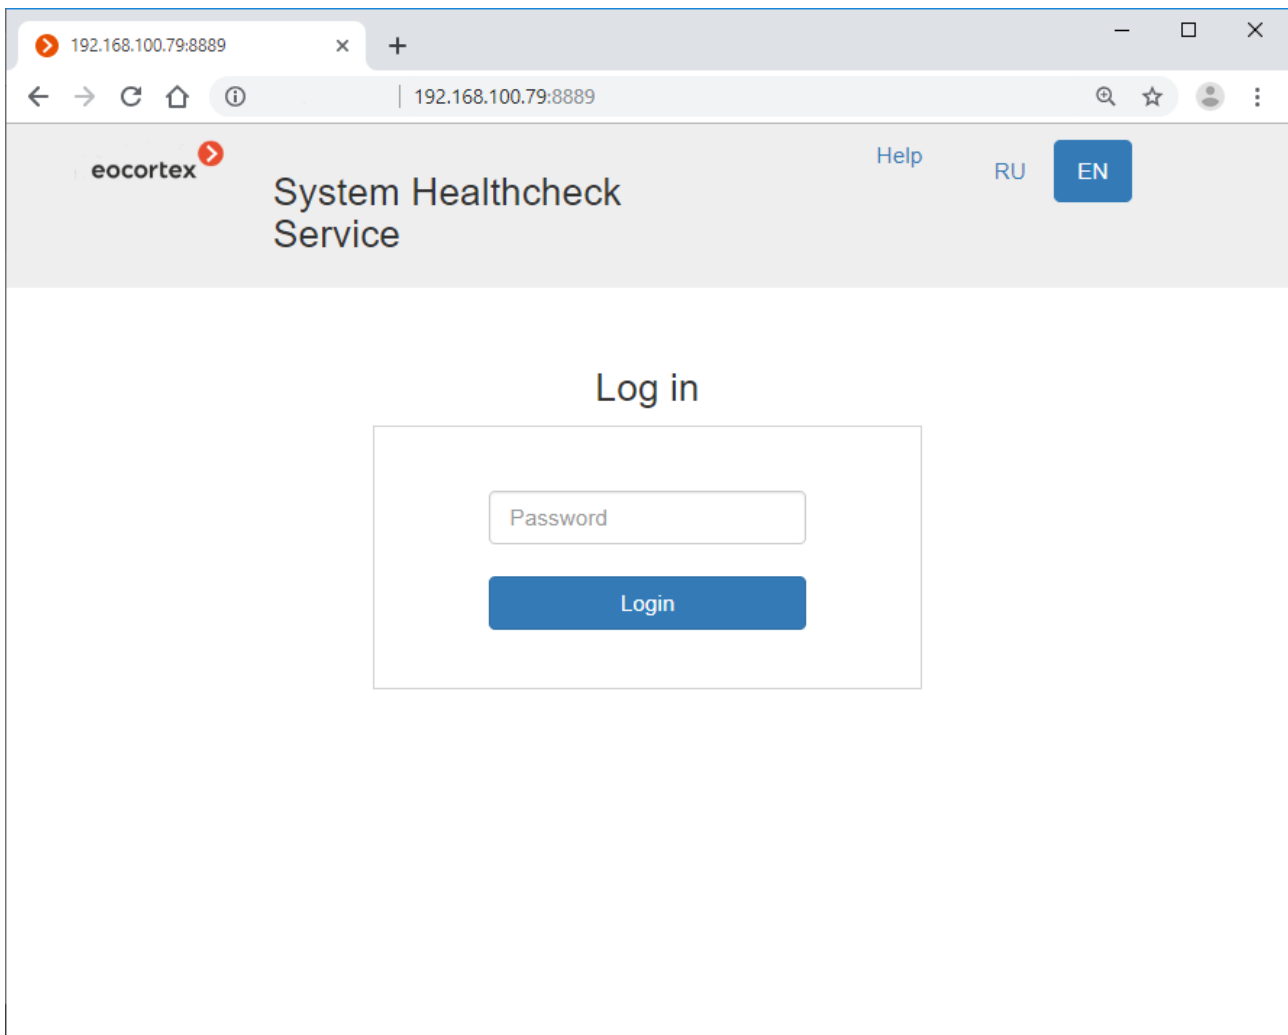 192.168.100.79:8889
192.168.100.79:8889
eocortex
System Healthcheck
Service
Help
RU
EN
Log in
Password
Login